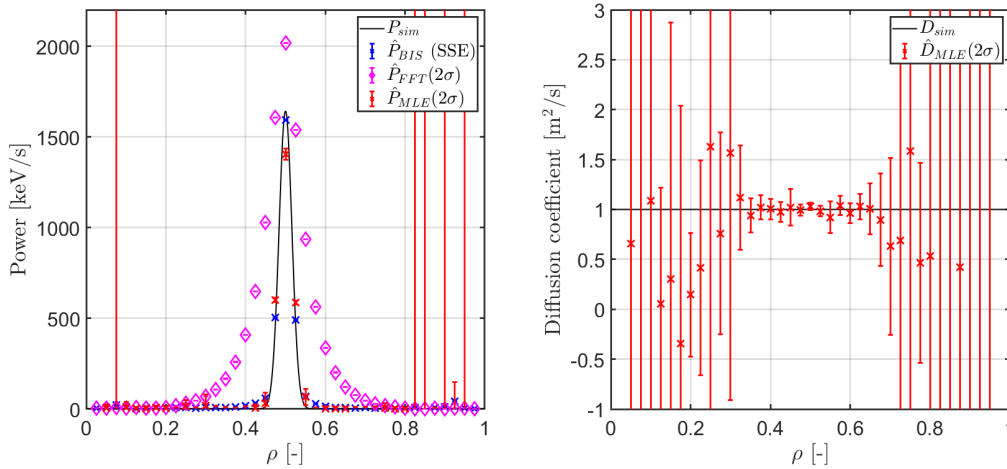 2000
1500
1000
500
0
Power [keV/s]
0 0.2 0.4 0.6 0.8 1
ρ [-]
P_sim
P̂_BIS (SSE)
P̂_FFT(2σ)
P̂_MLE(2σ)
3
2.5
2
1.5
1
0.5
0
-0.5
-1
Diffusion coefficient [m²/s]
0 0.2 0.4 0.6 0.8 1
ρ [-]
D_sim
D̂_MLE(2σ)